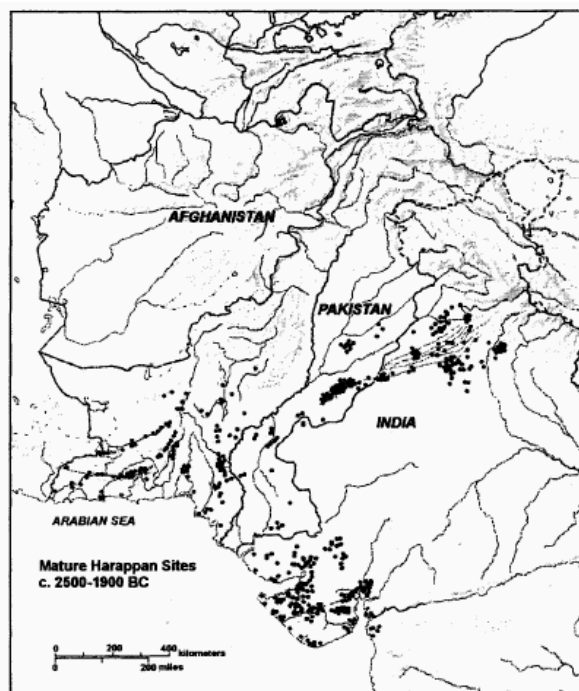 AFGHANISTAN
PAKISTAN
INDIA
ARABIAN SEA
Mature Harappan Sites
c. 2500-1900 BC
0 200 400
kilometers
0 200 miles